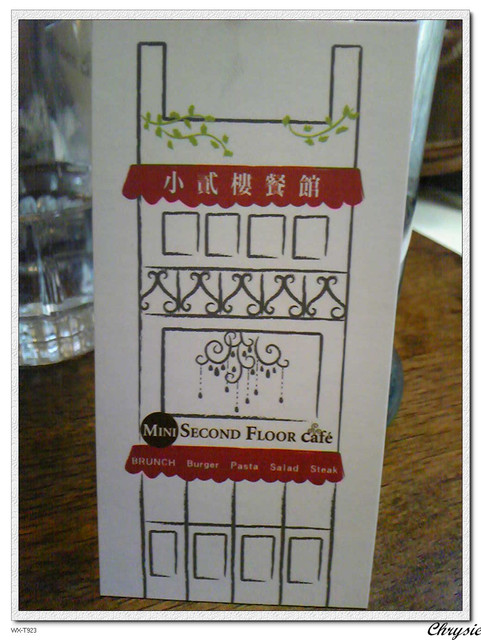 小貳樓餐館
MINI SECOND FLOOR café
BRUNCH Burger Pasta Salad Steak
WX-T923
Chrysie